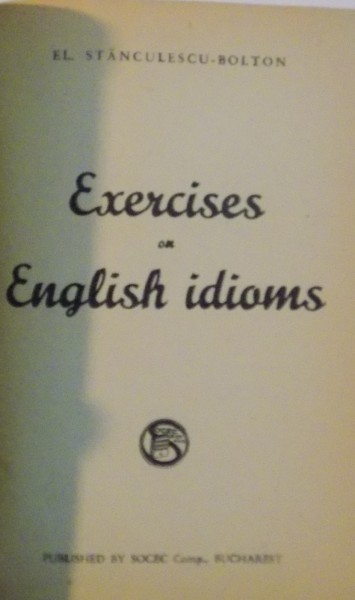 EL. STĂNCULESCU-BOLTON
Exercises
on
English idioms
PUBLISHED BY SOCEC Comp., BUCHAREST